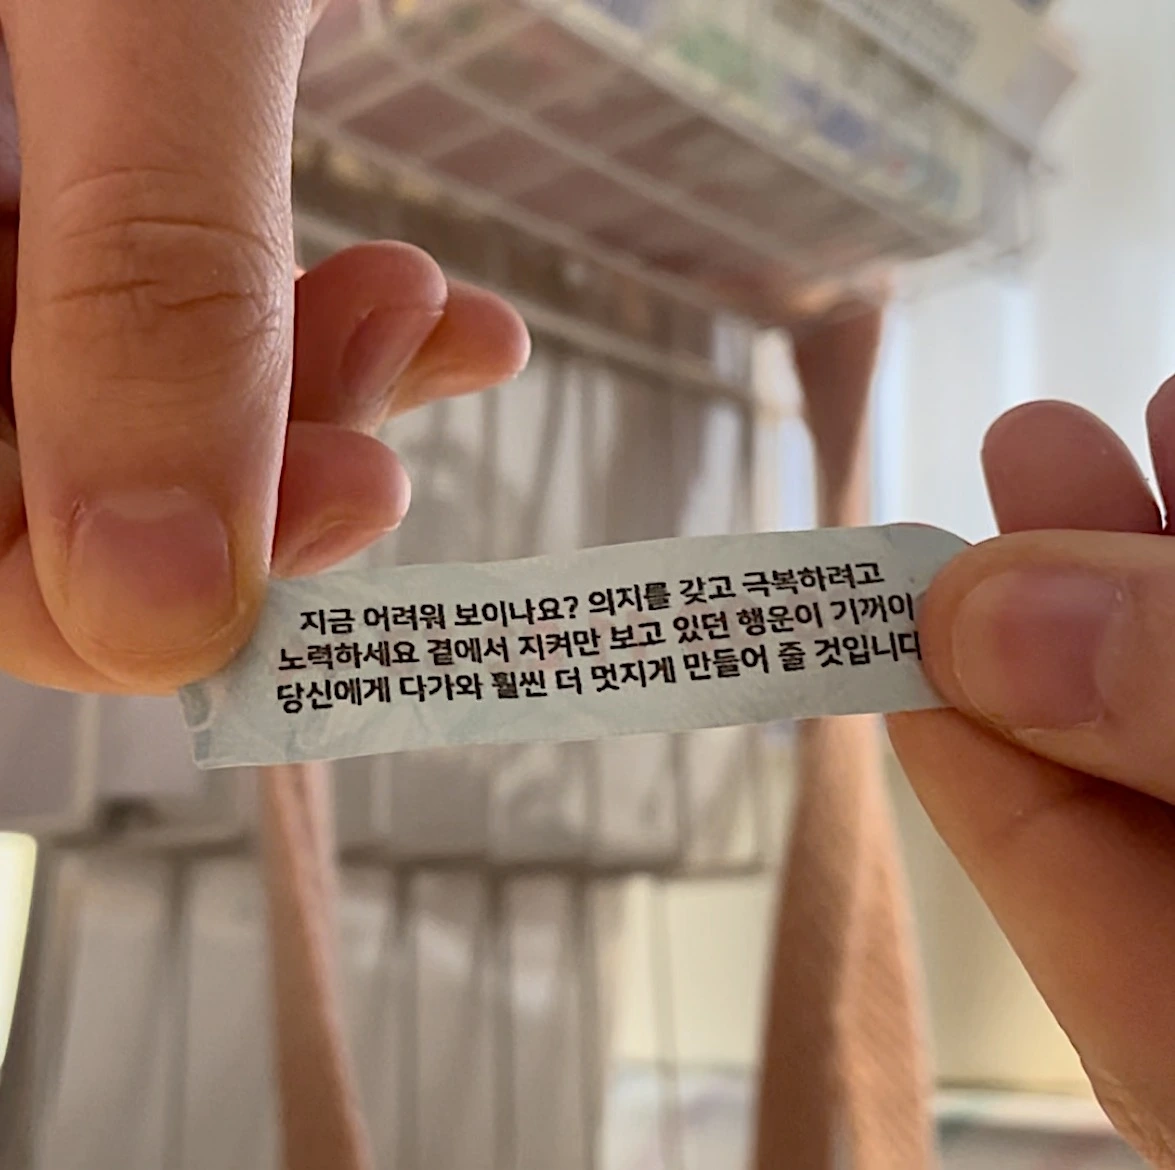 지금 어려워 보이나요? 의지를 갖고 극복하려고
노력하세요 곁에서 지켜만 보고 있던 행운이 기꺼이
당신에게 다가와 훨씬 더 멋지게 만들어 줄 것입니다